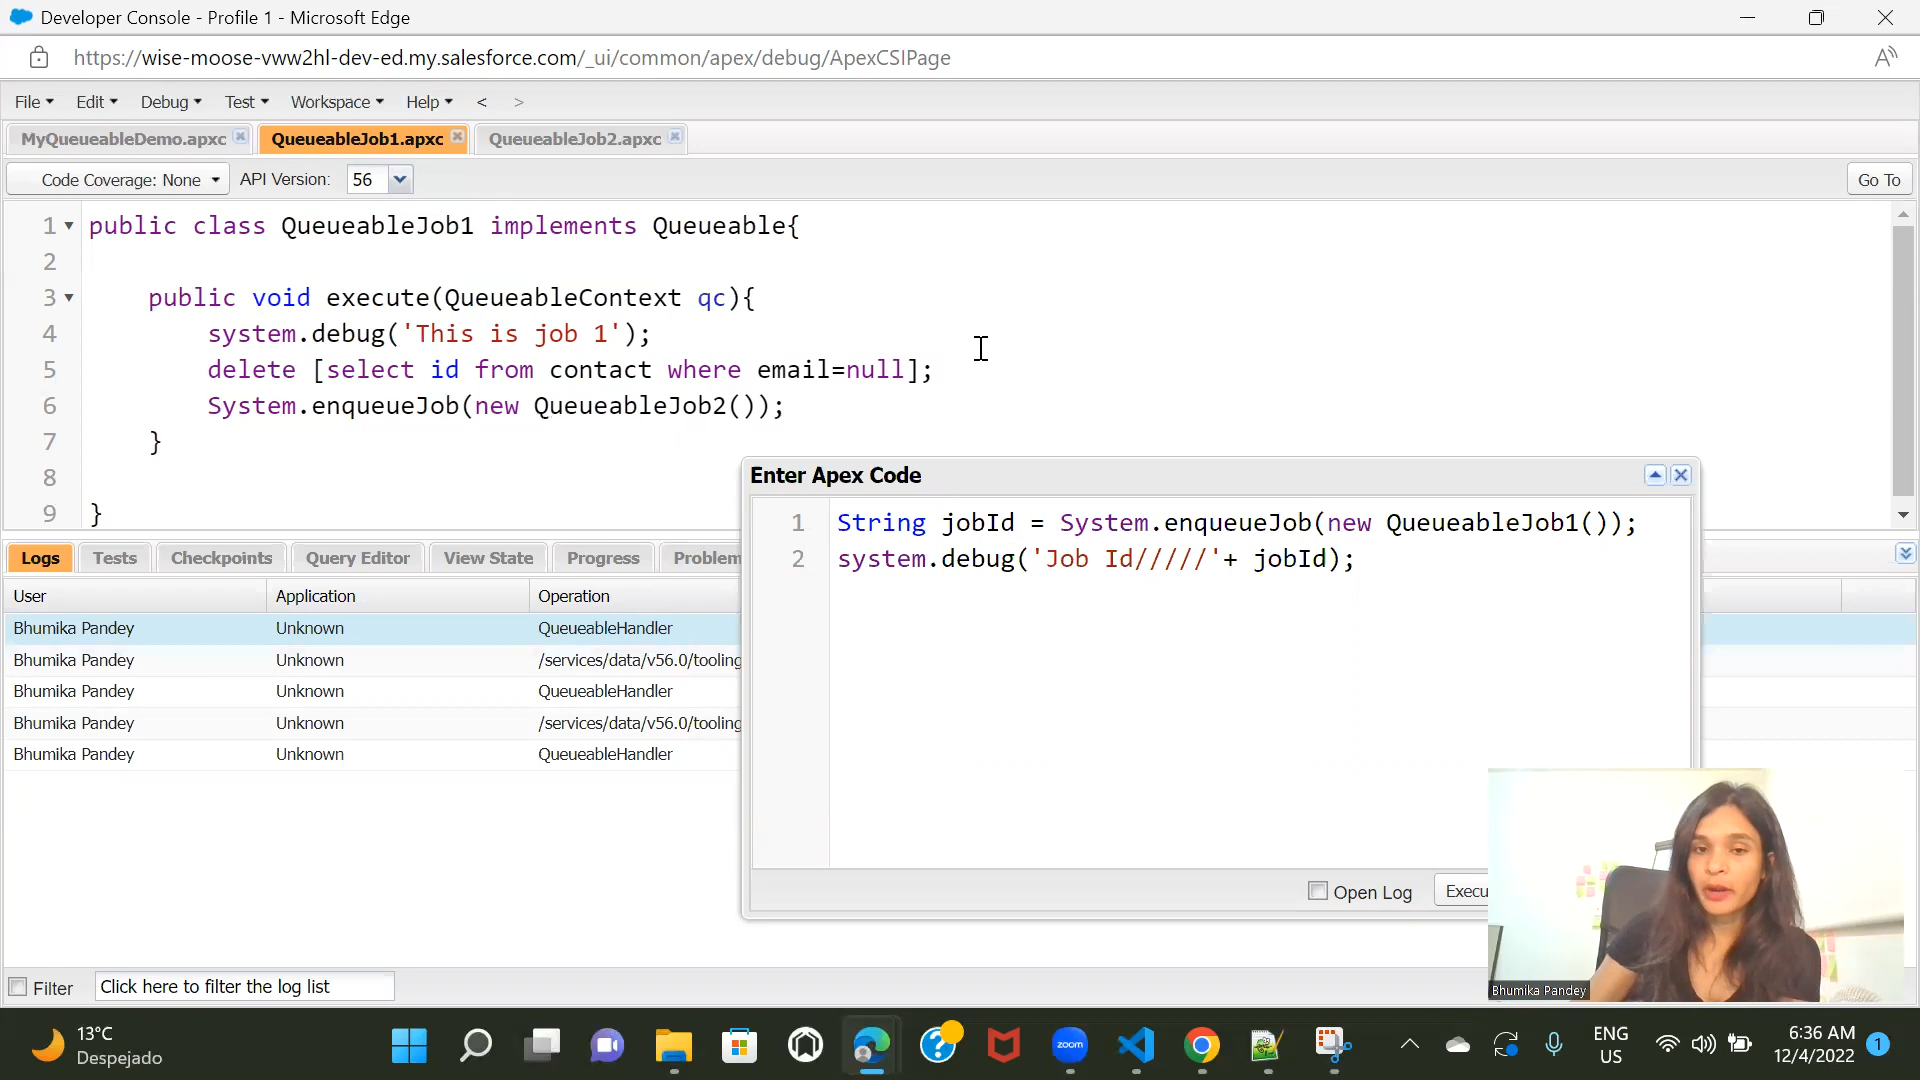 Developer Console - Profile 1 - Microsoft Edge
https://wise-moose-vww2hl-dev-ed.my.salesforce.com/_ui/common/apex/debug/ApexCSIPage
File Edit Debug Test Workspace Help < >
MyQueueableDemo.apxc QueueableJob1.apxc QueueableJob2.apxc
Code Coverage: None API Version: 56 Go To
1 public class QueueableJob1 implements Queueable{
2
3 public void execute(QueueableContext qc){
4 system.debug('This is job 1');
5 delete [select id from contact where email=null];
6 System.enqueueJob(new QueueableJob2());
7 }
8
9 }
Enter Apex Code
1 String jobId = System.enqueueJob(new QueueableJob1());
2 system.debug('Job Id/////'+ jobId);
Open Log Execu
Logs Tests Checkpoints Query Editor View State Progress Problem
User Application Operation
Bhumika Pandey Unknown QueueableHandler
Bhumika Pandey Unknown /services/data/v56.0/tooling
Bhumika Pandey Unknown QueueableHandler
Bhumika Pandey Unknown /services/data/v56.0/tooling
Bhumika Pandey Unknown QueueableHandler
Bhumika Pandey
Filter Click here to filter the log list
13°C
Despejado
zoom
ENG
US
6:36 AM
12/4/2022
1